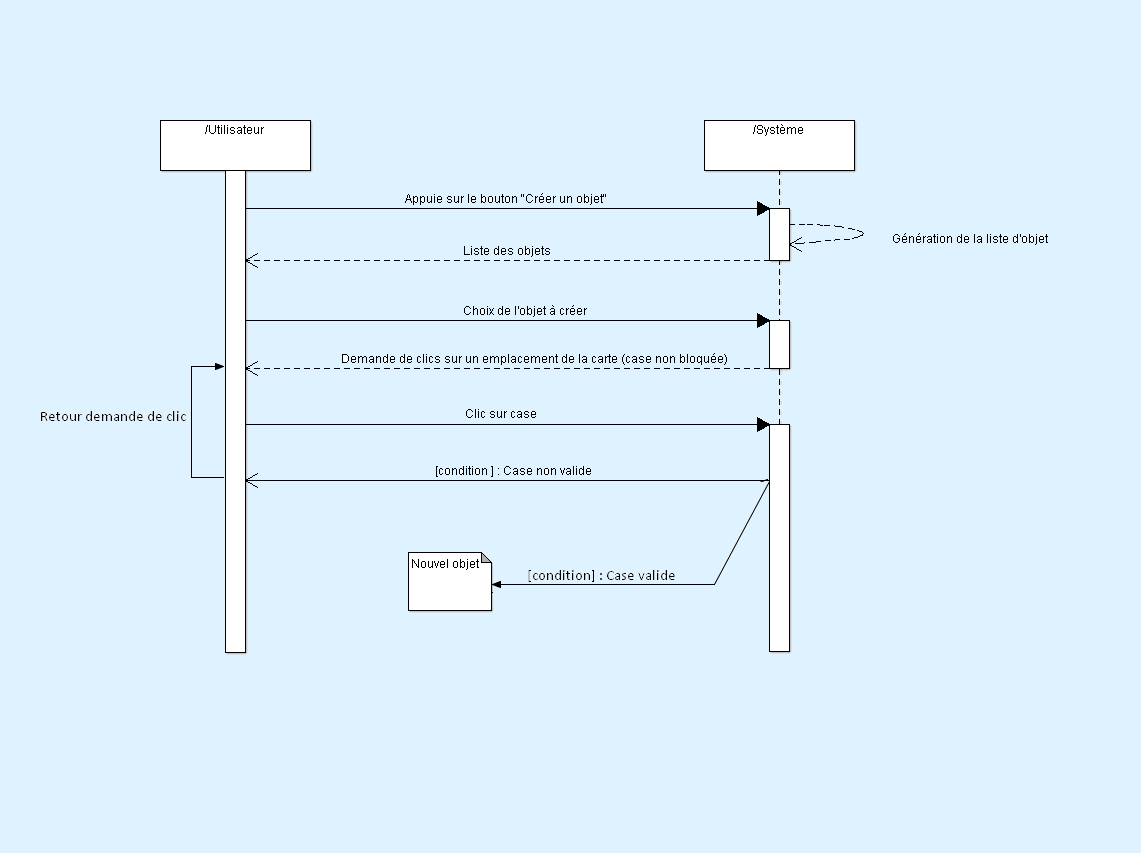 /Utilisateur
/Système
Appuie sur le bouton "Créer un objet"
Génération de la liste d'objet
Liste des objets
Choix de l'objet à créer
Demande de clics sur un emplacement de la carte (case non bloquée)
Clic sur case
Retour demande de clic
[condition ] : Case non valide
Nouvel objet
[condition] : Case valide